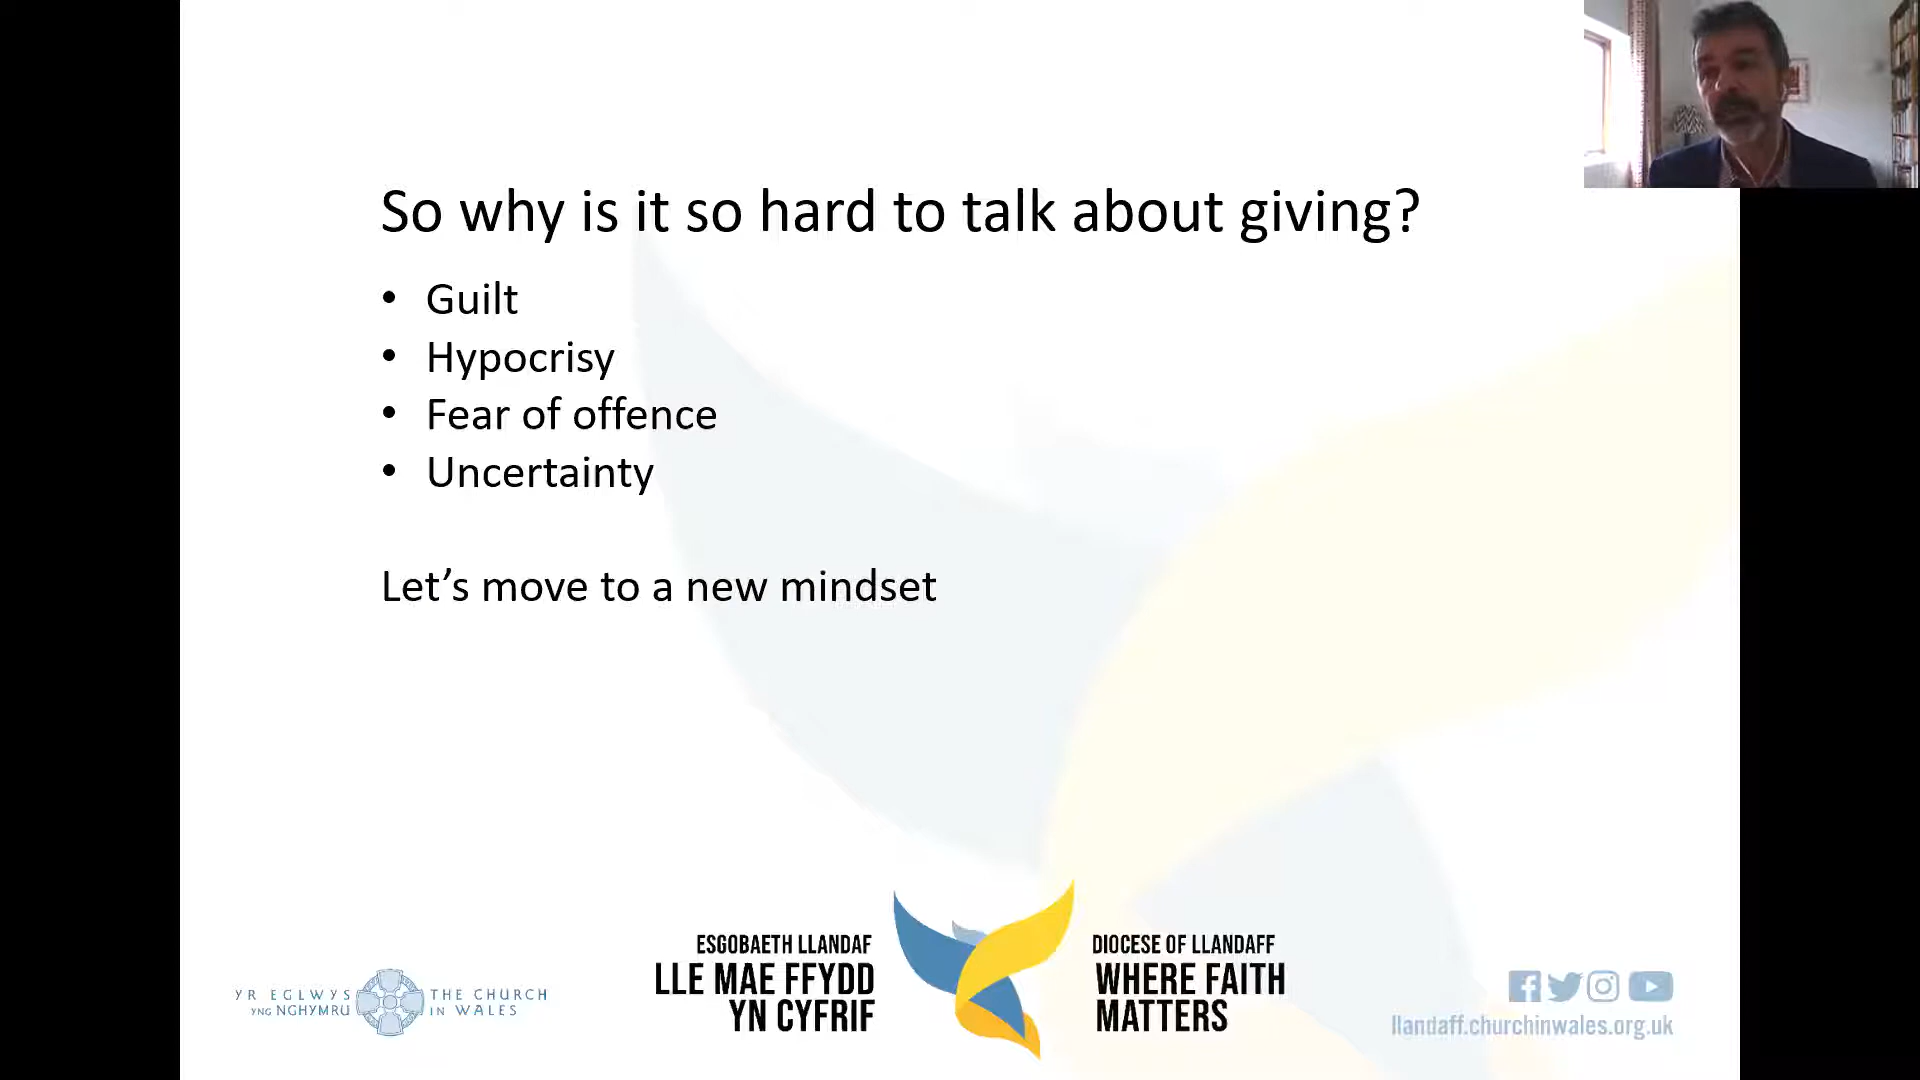 So why is it so hard to talk about giving?
• Guilt
• Hypocrisy
• Fear of offence
• Uncertainty
Let’s move to a new mindset
YR EGLWYS
YNG NGHYMRU
THE CHURCH
IN WALES
ESGOBAETH LLANDAF
LLE MAE FFYDD
YN CYFRIF
DIOCESE OF LLANDAFF
WHERE FAITH
MATTERS
llandaff.churchinwales.org.uk